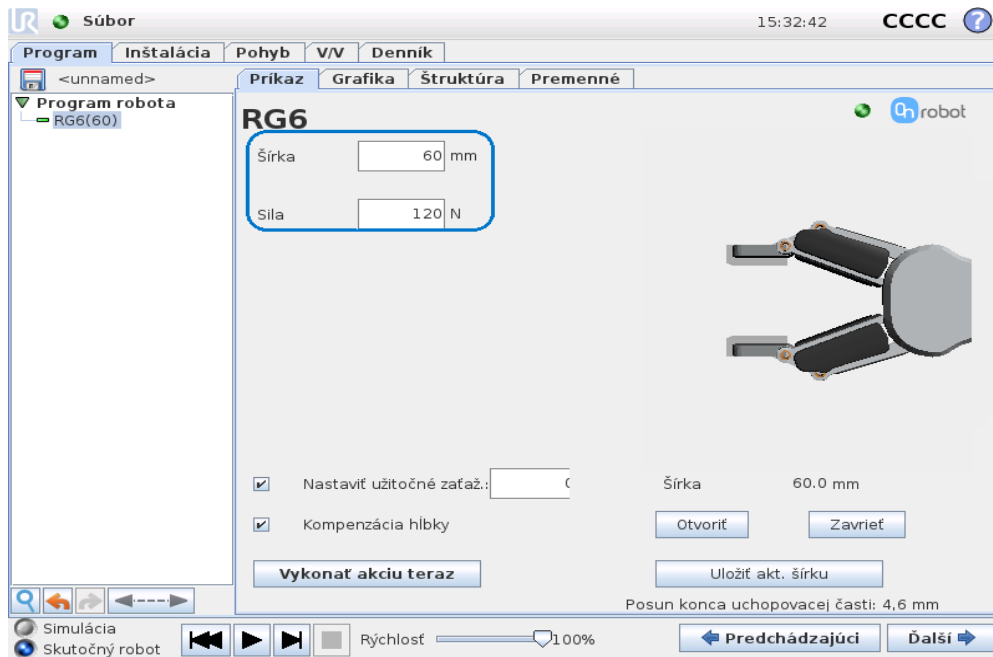 UR Súbor 15:32:42 CCCC ?
Program Inštalácia Pohyb V/V Denník
<unnamed> Príkaz Grafika Štruktúra Premenné
Program robota
RG6(60)
RG6
On robot
Šírka 60 mm
Sila 120 N
Nastaviť užitočné zaťaž.: Šírka 60.0 mm
Kompenzácia hĺbky Otvoriť Zavrieť
Vykonať akciu teraz Uložiť akt. šírku
Posun konca uchopovacej časti: 4,6 mm
Simulácia
Skutočný robot
Rýchlosť 100% Predchádzajúci Ďalší